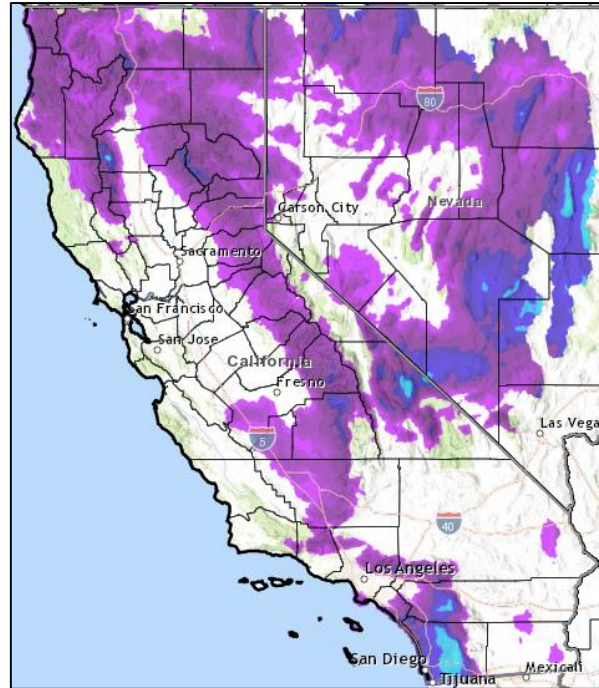 80
Carson City
Nevada
Sacramento
San Francisco
San Jose
California
Fresno
5
Las Vega
40
Los Angeles
San Diego
Tijuana
Mexicali